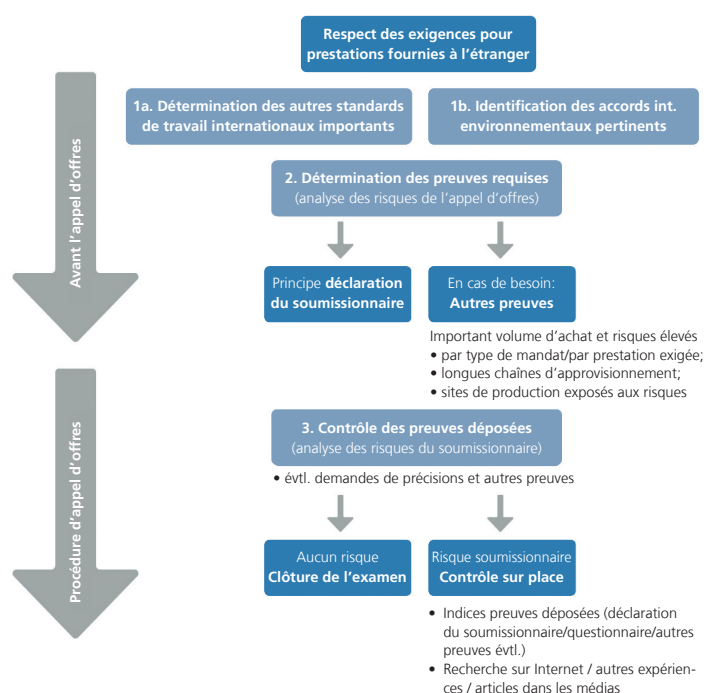 Respect des exigences pour
prestations fournies à l'étranger
Avant l'appel d'offres
1a. Détermination des autres standards
de travail internationaux importants
1b. Identification des accords int.
environnementaux pertinents
2. Détermination des preuves requises
(analyse des risques de l'appel d'offres)
Principe déclaration
du soumissionnaire
En cas de besoin:
Autres preuves
Important volume d'achat et risques élevés
• par type de mandat/par prestation exigée;
• longues chaînes d'approvisionnement;
• sites de production exposés aux risques
Procédure d'appel d'offres
3. Contrôle des preuves déposées
(analyse des risques du soumissionnaire)
• évtl. demandes de précisions et autres preuves
Aucun risque
Clôture de l'examen
Risque soumissionnaire
Contrôle sur place
• Indices preuves déposées (déclaration
du soumissionnaire/questionnaire/autres
preuves évtl.)
• Recherche sur Internet / autres expérien-
ces / articles dans les médias